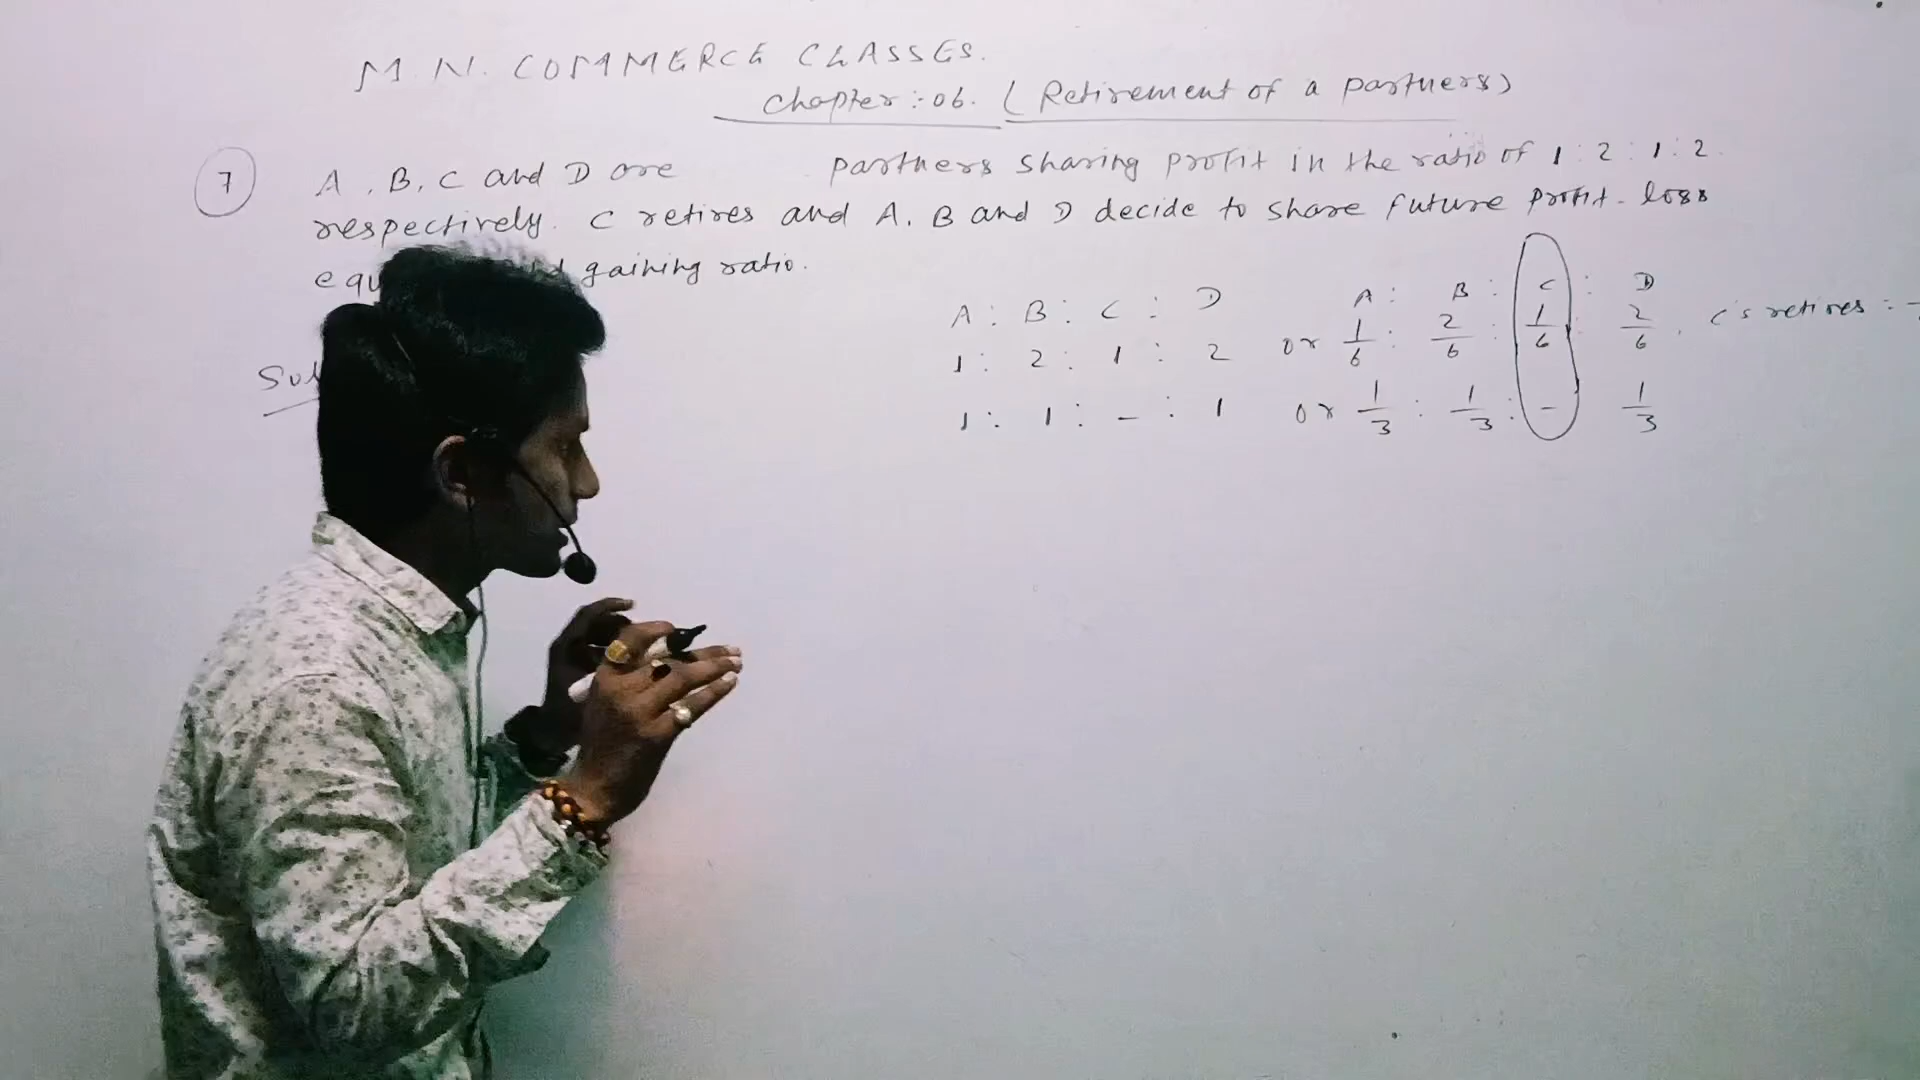 M. N. COMMERCE CLASSES.
Chapter :- 06. (Retirement of a partners)
7 A, B, C and D are partners sharing profit in the ratio of 1 : 2 : 1 : 2.
respectively. C retires and A, B and D decide to share future profit - loss
gaining ratio.
A : B : C : D
1 : 2 : 1 : 2 or 1/6 : 2/6 : 1/6 : 2/6 . C's retires :-
1 : 1 : - : 1 or 1/3 : 1/3 : - 1/3
A : B : C : D